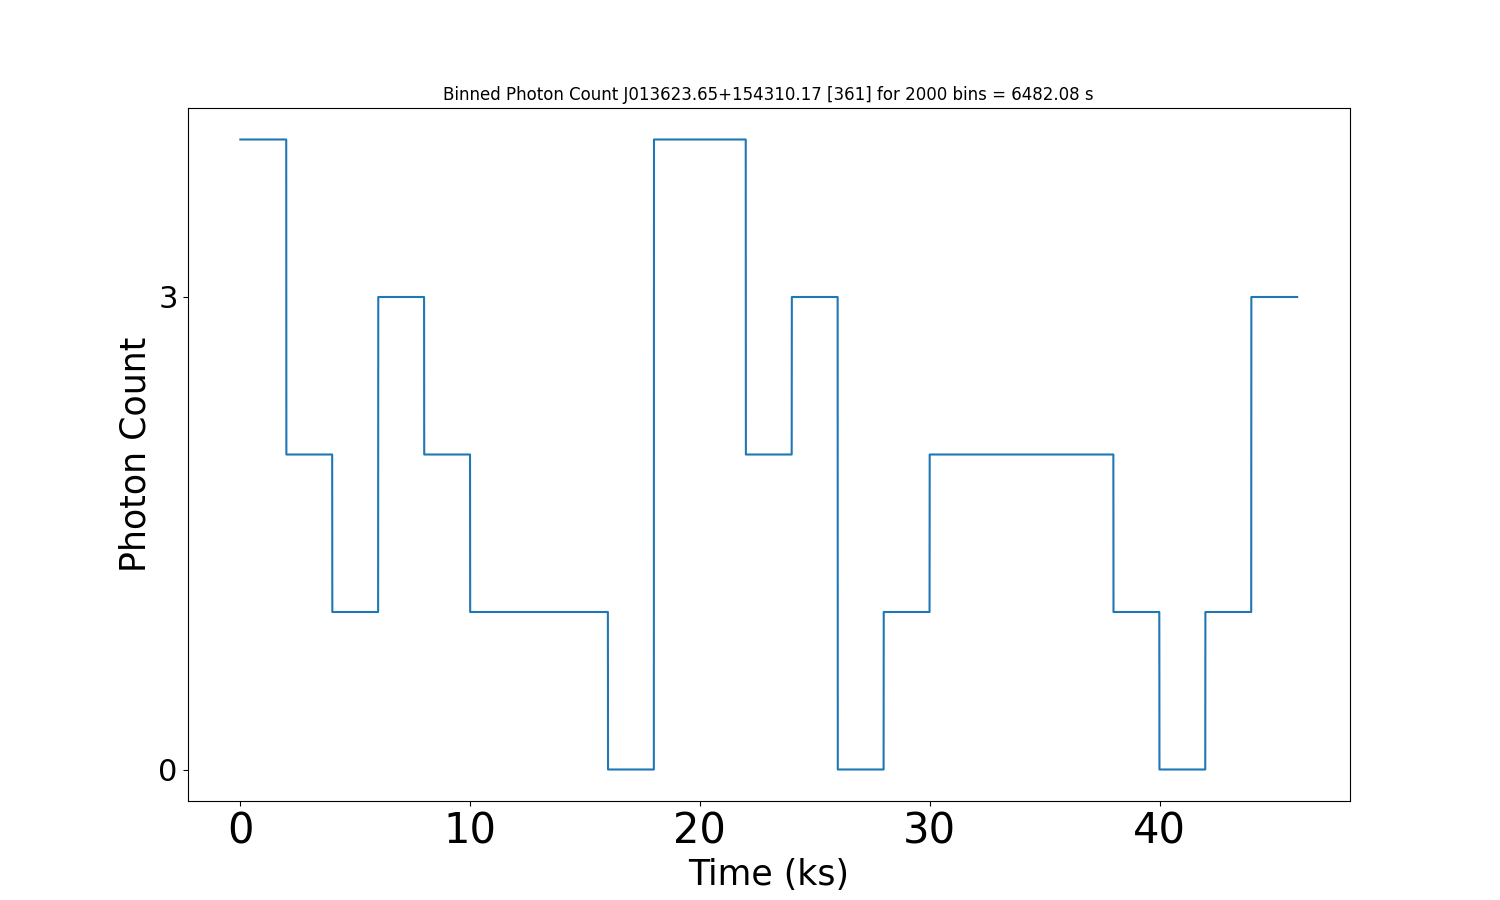 Binned Photon Count J013623.65+154310.17 [361] for 2000 bins = 6482.08 s
Photon Count
3
0
0 10 20 30 40
Time (ks)